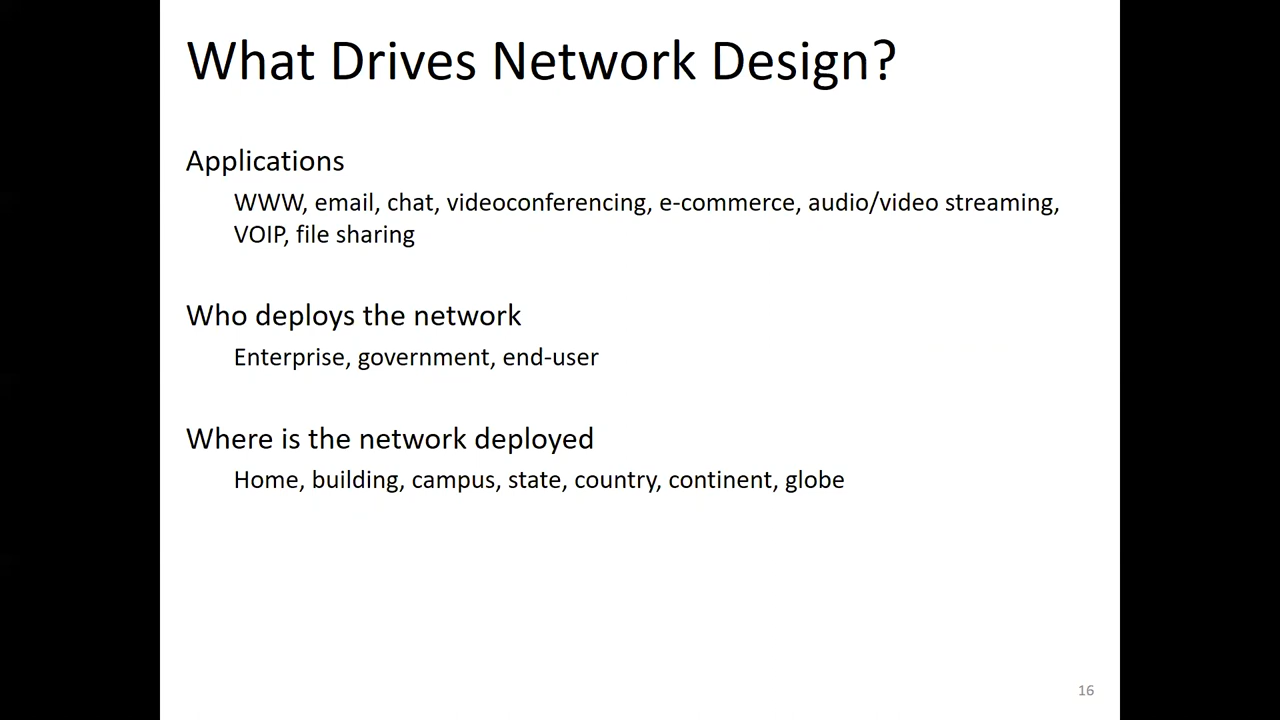 What Drives Network Design?
Applications
WWW, email, chat, videoconferencing, e-commerce, audio/video streaming,
VOIP, file sharing
Who deploys the network
Enterprise, government, end-user
Where is the network deployed
Home, building, campus, state, country, continent, globe
16